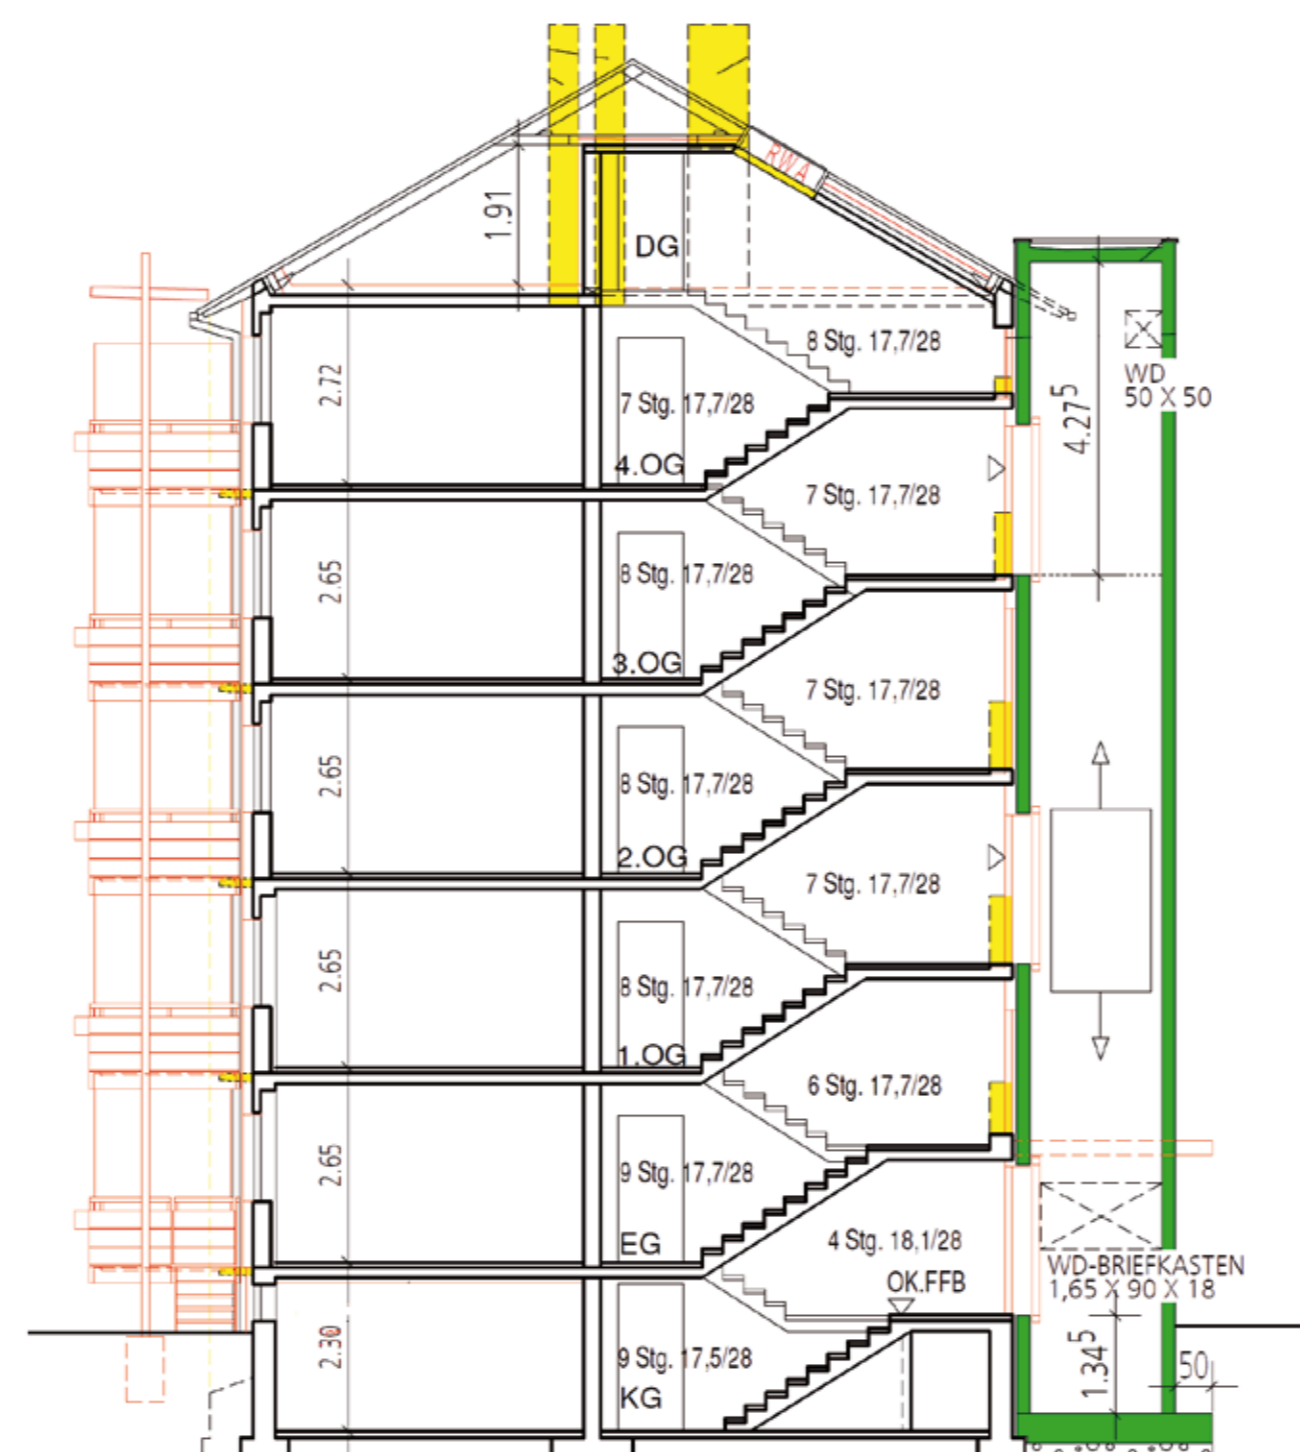 RWA
1.91
DG
8 Stg. 17,7/28
WD
50 X 50
2.72
7 Stg. 17,7/28
4.27⁵
4.OG
7 Stg. 17,7/28
2.65
8 Stg. 17,7/28
3.OG
7 Stg. 17,7/28
2.65
8 Stg. 17,7/28
2.OG
7 Stg. 17,7/28
2.65
8 Stg. 17,7/28
1.OG
6 Stg. 17,7/28
2.65
9 Stg. 17,7/28
EG
4 Stg. 18,1/28
WD-BRIEFKASTEN
1,65 X 90 X 18
OK.FFB
2.30
9 Stg. 17,5/28
1.34⁵
50
KG